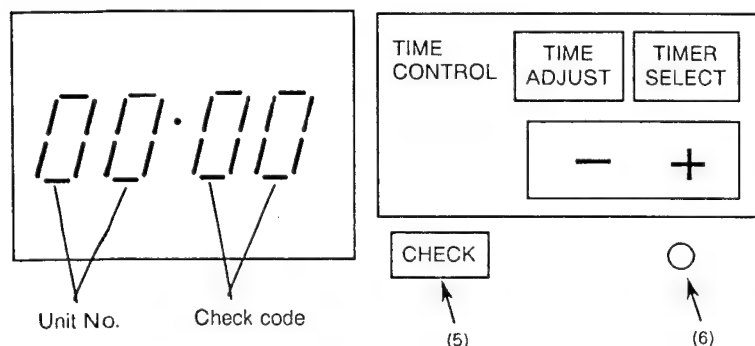 00.00
Unit No.
Check code
TIME CONTROL
TIME ADJUST
TIMER SELECT
− +
CHECK
(5)
(6)